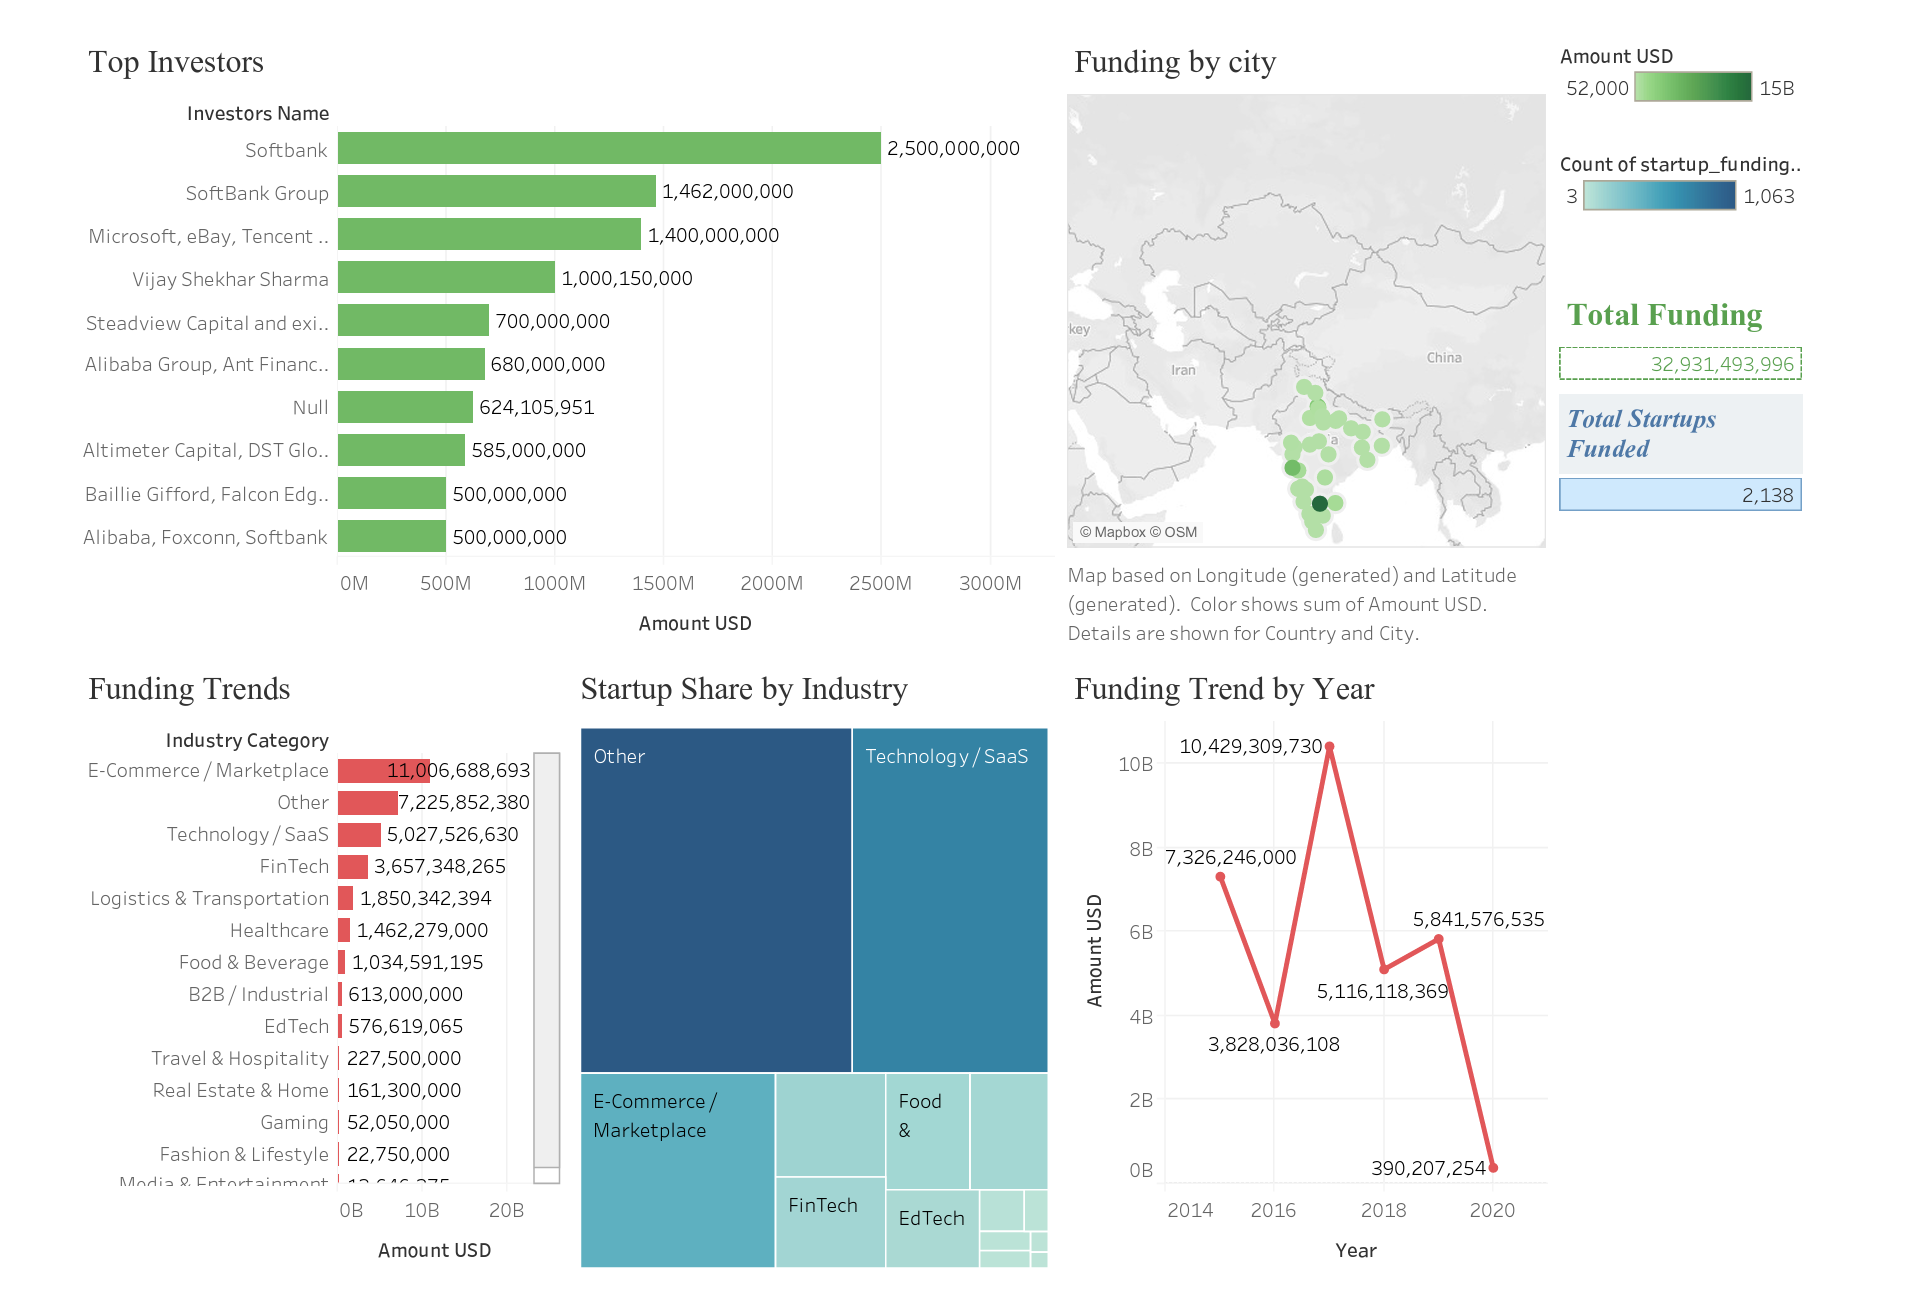 Top Investors
Investors Name
Softbank
2,500,000,000
SoftBank Group
1,462,000,000
Microsoft, eBay, Tencent ..
1,400,000,000
Vijay Shekhar Sharma
1,000,150,000
Steadview Capital and exi..
700,000,000
Alibaba Group, Ant Financ..
680,000,000
Null
624,105,951
Altimeter Capital, DST Glo..
585,000,000
Baillie Gifford, Falcon Edg..
500,000,000
Alibaba, Foxconn, Softbank
500,000,000
0M 500M 1000M 1500M 2000M 2500M 3000M
Amount USD
Funding by city
key
Iran
China
a
© Mapbox © OSM
Map based on Longitude (generated) and Latitude
(generated).  Color shows sum of Amount USD.
Details are shown for Country and City.
Amount USD
52,000 15B
Count of startup_funding..
3 1,063
Total Funding
32,931,493,996
Total Startups
Funded
2,138
Funding Trends
Industry Category
E-Commerce / Marketplace
11,006,688,693
Other
7,225,852,380
Technology / SaaS
5,027,526,630
FinTech
3,657,348,265
Logistics & Transportation
1,850,342,394
Healthcare
1,462,279,000
Food & Beverage
1,034,591,195
B2B / Industrial
613,000,000
EdTech
576,619,065
Travel & Hospitality
227,500,000
Real Estate & Home
161,300,000
Gaming
52,050,000
Fashion & Lifestyle
22,750,000
Media & Entertainment
0B 10B 20B
Amount USD
Startup Share by Industry
Other
Technology / SaaS
E-Commerce /
Marketplace
Food
&
FinTech
EdTech
Funding Trend by Year
Amount USD
10B
8B
6B
4B
2B
0B
7,326,246,000
3,828,036,108
10,429,309,730
5,116,118,369
5,841,576,535
390,207,254
2014 2016 2018 2020
Year